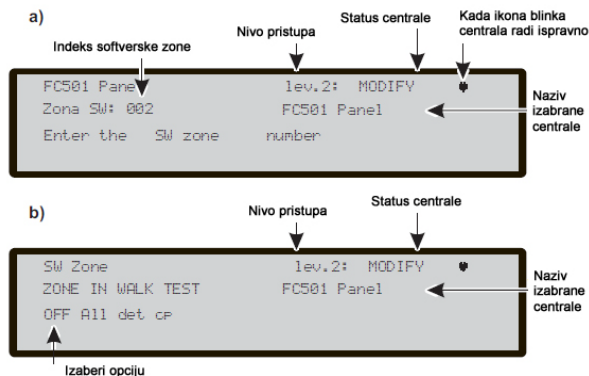 a)
Indeks softverske zone
Nivo pristupa
Status centrale
Kada ikona blinka
centrala radi ispravno
FC501 Panel lev.2: MODIFY
Zona SW: 002 FC501 Panel
Enter the SW zone number
Naziv
izabrane
centrale
b)
Nivo pristupa
Status centrale
SW Zone lev.2: MODIFY
ZONE IN WALK TEST FC501 Panel
OFF All det cp
Naziv
izabrane
centrale
Izaberi opciju